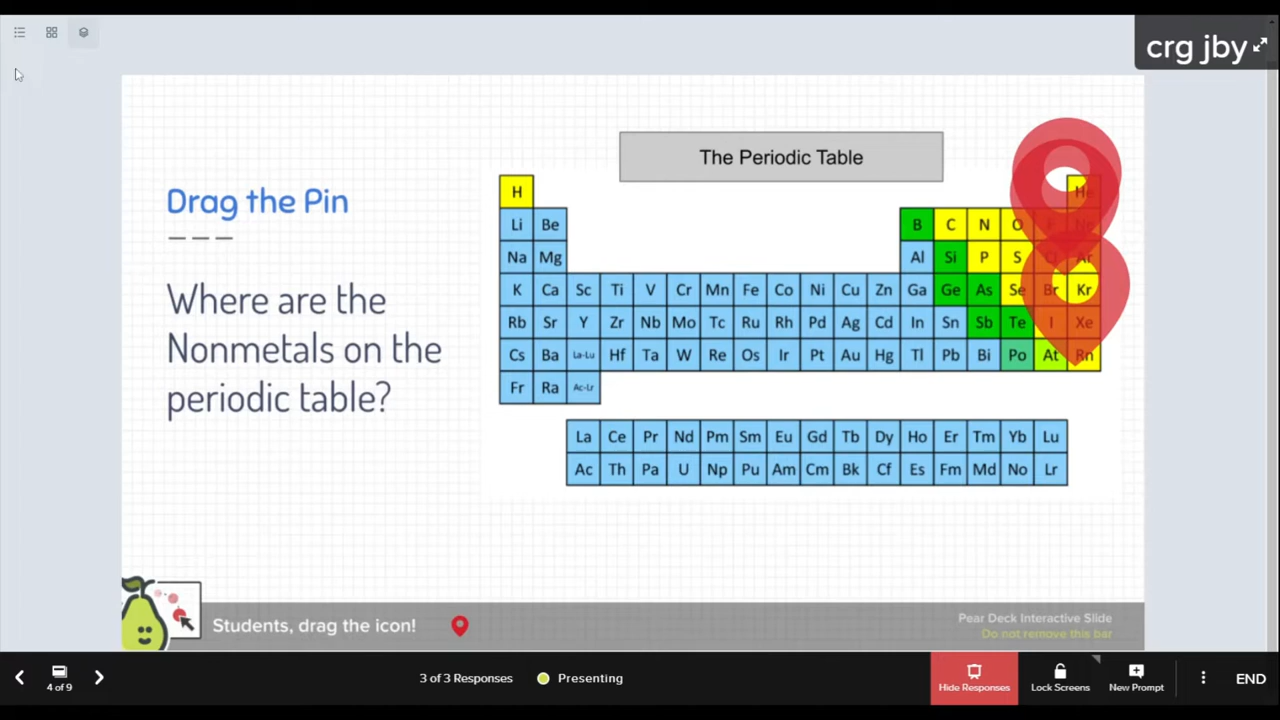 crg jby
The Periodic Table
Drag the Pin
Where are the
Nonmetals on the
periodic table?
H He
Li Be B C N O F Ne
Na Mg Al Si P S Cl Ar
K Ca Sc Ti V Cr Mn Fe Co Ni Cu Zn Ga Ge As Se Br Kr
Rb Sr Y Zr Nb Mo Tc Ru Rh Pd Ag Cd In Sn Sb Te I Xe
Cs Ba La-Lu Hf Ta W Re Os Ir Pt Au Hg Tl Pb Bi Po At Rn
Fr Ra Ac-Lr
La Ce Pr Nd Pm Sm Eu Gd Tb Dy Ho Er Tm Yb Lu
Ac Th Pa U Np Pu Am Cm Bk Cf Es Fm Md No Lr
Students, drag the icon!
Pear Deck Interactive Slide
Do not remove this bar
4 of 9
3 of 3 Responses
Presenting
Hide Responses
Lock Screens
New Prompt
END